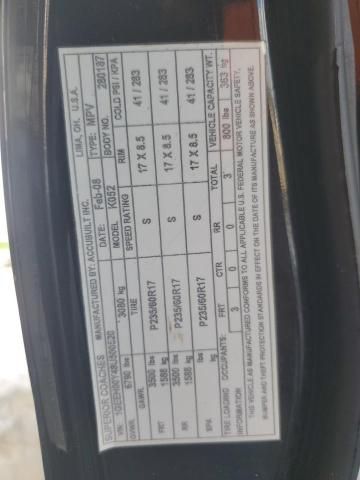 SUPERIOR COACHES MANUFACTURED BY: ACCUBUILT INC. LIMA, OH. U.S.A.
VIN: DATE: Feb-08 TYPE: MPV
GVWR: 6790 lbs 3080 kg MODEL K052 BODY NO. 280187
GAWR: TIRE SPEED RATING RIM COLD PSI / KPA
FRT 3500 lbs 1588 kg P235/60R17 S 17 X 8.5 41 / 283
RR 3500 lbs 1588 kg P235/60R17 S 17 X 8.5 41 / 283
SPA lbs kg P235/60R17 S 17 X 8.5 41 / 283
TIRE LOADING OCCUPANTS: FRT CTR RR TOTAL VEHICLE CAPACITY WT.
INFORMATION 3 0 0 3 800 lbs 363 kg
THIS VEHICLE MANUFACTURED CONFORMS TO ALL APPLICABLE U.S. FEDERAL MOTOR VEHICLE SAFETY,
BUMPER AND THEFT PROTECTION STANDARDS IN EFFECT ON THE DATE OF ITS MANUFACTURE AS SHOWN ABOVE.